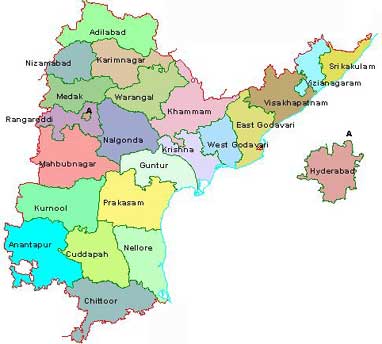 Adilabad
Nizamabad
Karimnagar
Srikakulam
Vizianagaram
Medak
Warangal
Visakhapatnam
Rangareddi
A
Khammam
East Godavari
Nalgonda
A
Krishna
West Godavari
Mahbubnagar
Guntur
Hyderabad
Kurnool
Prakasam
Anantapur
Cuddapah
Nellore
Chittoor